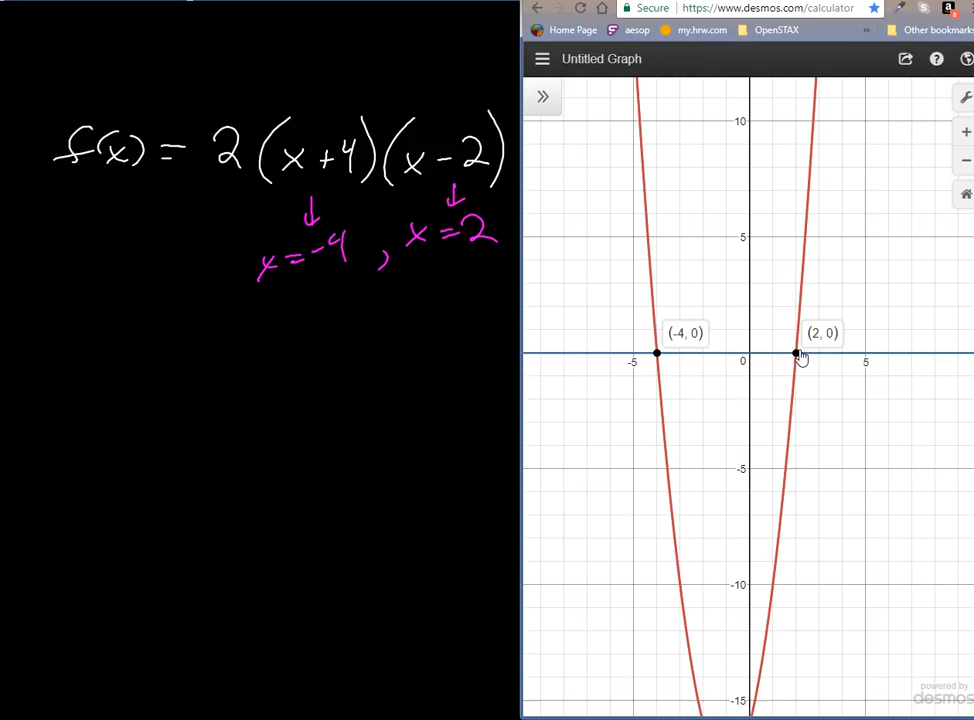 Secure https://www.desmos.com/calculator
Home Page aesop my.hrw.com OpenSTAX » Other bookmarks
Untitled Graph
f(x) = 2(x+4)(x-2)
x=-4 , x=2
10
5
(-4, 0) (2, 0)
-5 0 5
-5
-10
-15
powered by
desmos